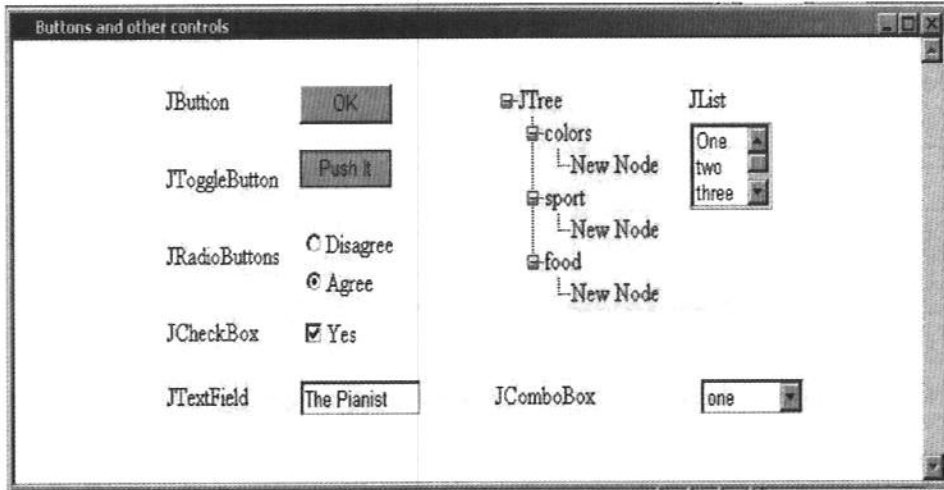 Buttons and other controls
JButton
OK
JToggleButton
Push It
JRadioButtons
Disagree
Agree
JCheckBox
Yes
JTextField
The Pianist
JTree
colors
New Node
sport
New Node
food
New Node
JList
One
two
three
JComboBox
one